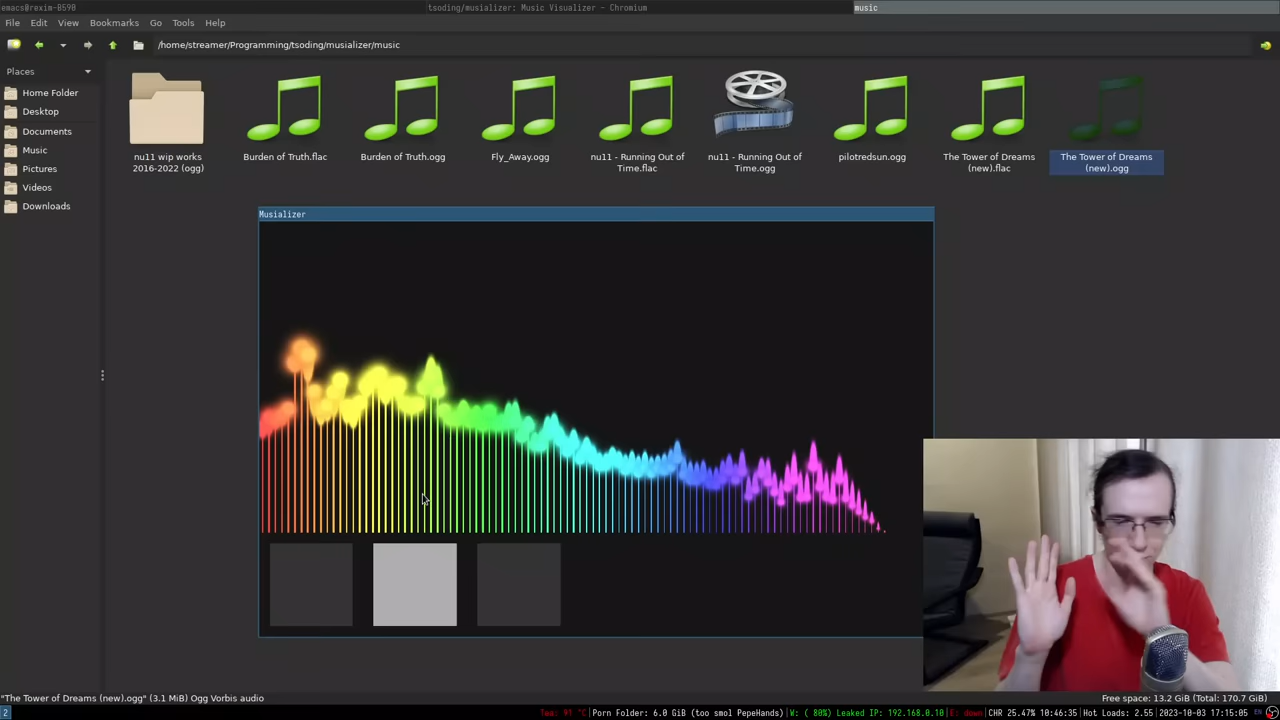 emacs@rexim-B590
tsoding/musializer: Music Visualizer - Chromium
music
File Edit View Bookmarks Go Tools Help
/home/streamer/Programming/tsoding/musializer/music
Places
Home Folder
Desktop
Documents
Music
Pictures
Videos
Downloads
nu11 wip works
2016-2022 (ogg)
Burden of Truth.flac
Burden of Truth.ogg
Fly_Away.ogg
nu11 - Running Out of
Time.flac
nu11 - Running Out of
Time.ogg
pilotredsun.ogg
The Tower of Dreams
(new).flac
The Tower of Dreams
(new).ogg
Musializer
"The Tower of Dreams (new).ogg" (3.1 MiB) Ogg Vorbis audio
Free space: 13.2 GiB (Total: 170.7 GiB)
2
Porn Folder: 6.0 GiB (too smol PepeHands) W: ( 80%) Leaked IP: 192.168.0.10 E: down CHR 25.47% 10:46:35 Hot Loads: 2.55 2023-10-03 17:15:05 EN